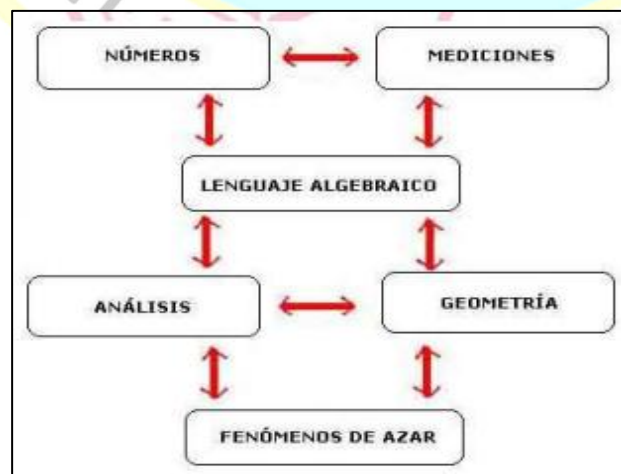 NÚMEROS
MEDICIONES
LENGUAJE ALGEBRAICO
ANÁLISIS
GEOMETRÍA
FENÓMENOS DE AZAR